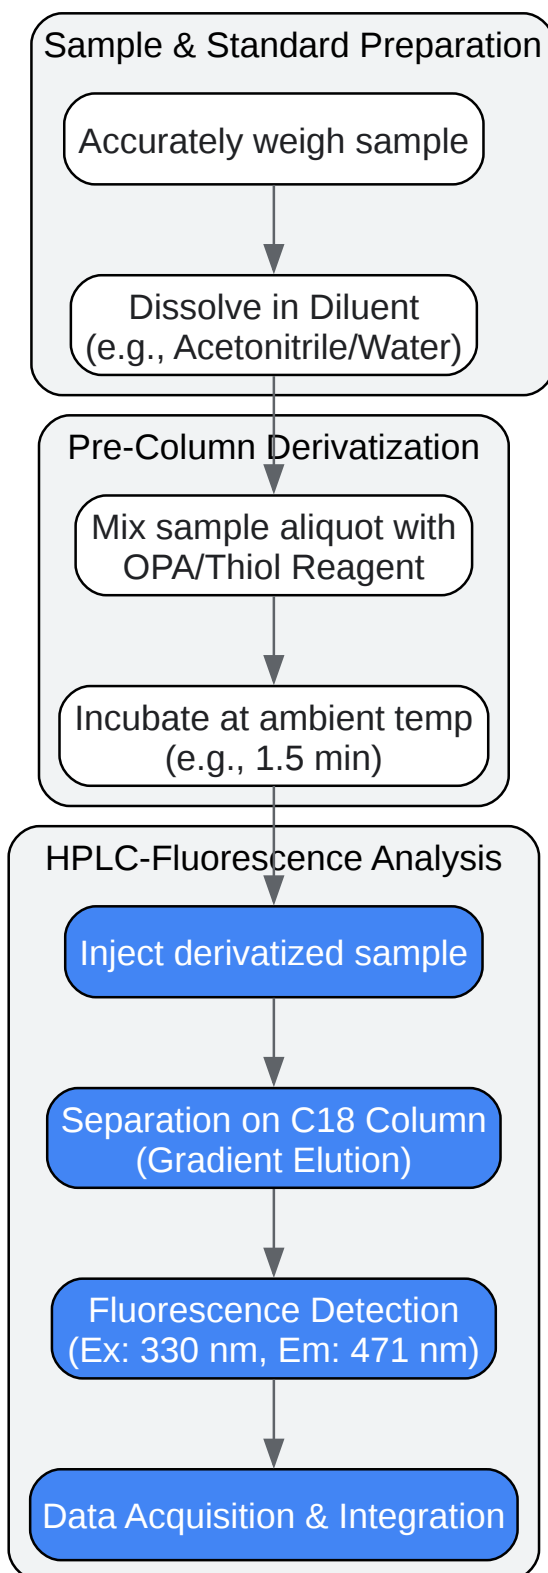 Sample & Standard Preparation
Accurately weigh sample
Dissolve in Diluent
(e.g., Acetonitrile/Water)
Pre-Column Derivatization
Mix sample aliquot with
OPA/Thiol Reagent
Incubate at ambient temp
(e.g., 1.5 min)
HPLC-Fluorescence Analysis
Inject derivatized sample
Separation on C18 Column
(Gradient Elution)
Fluorescence Detection
(Ex: 330 nm, Em: 471 nm)
Data Acquisition & Integration